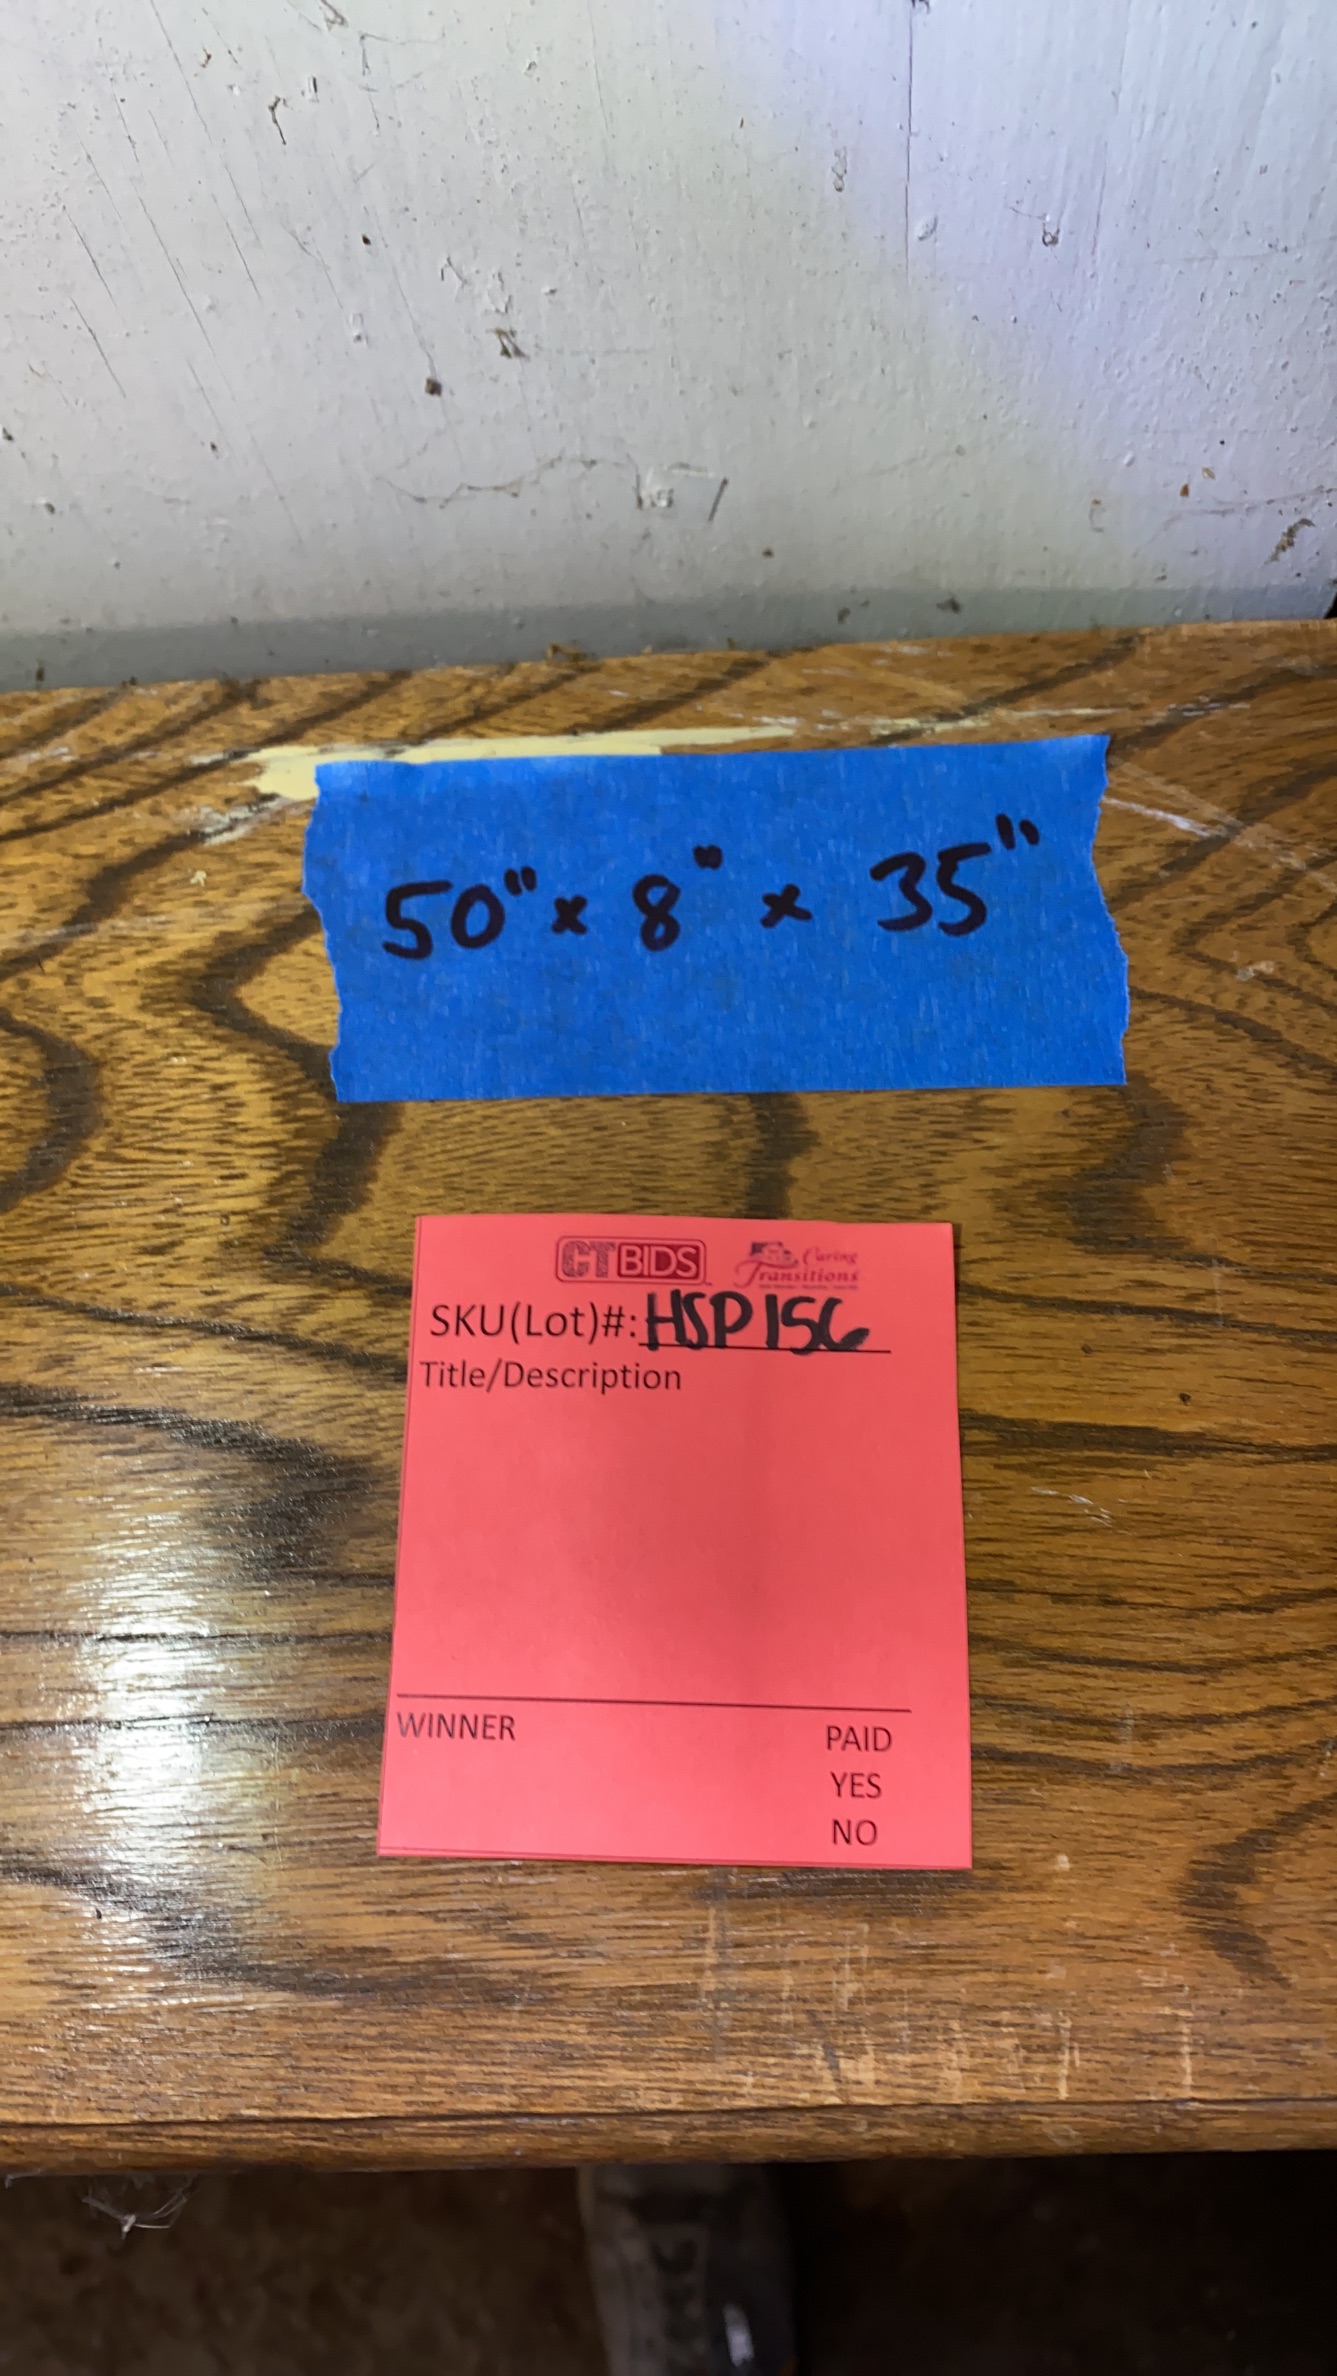 50" x 8" x 35"
CTBIDS Caring Transitions
SKU(Lot)#: HSP156
Title/Description
WINNER PAID
YES
NO